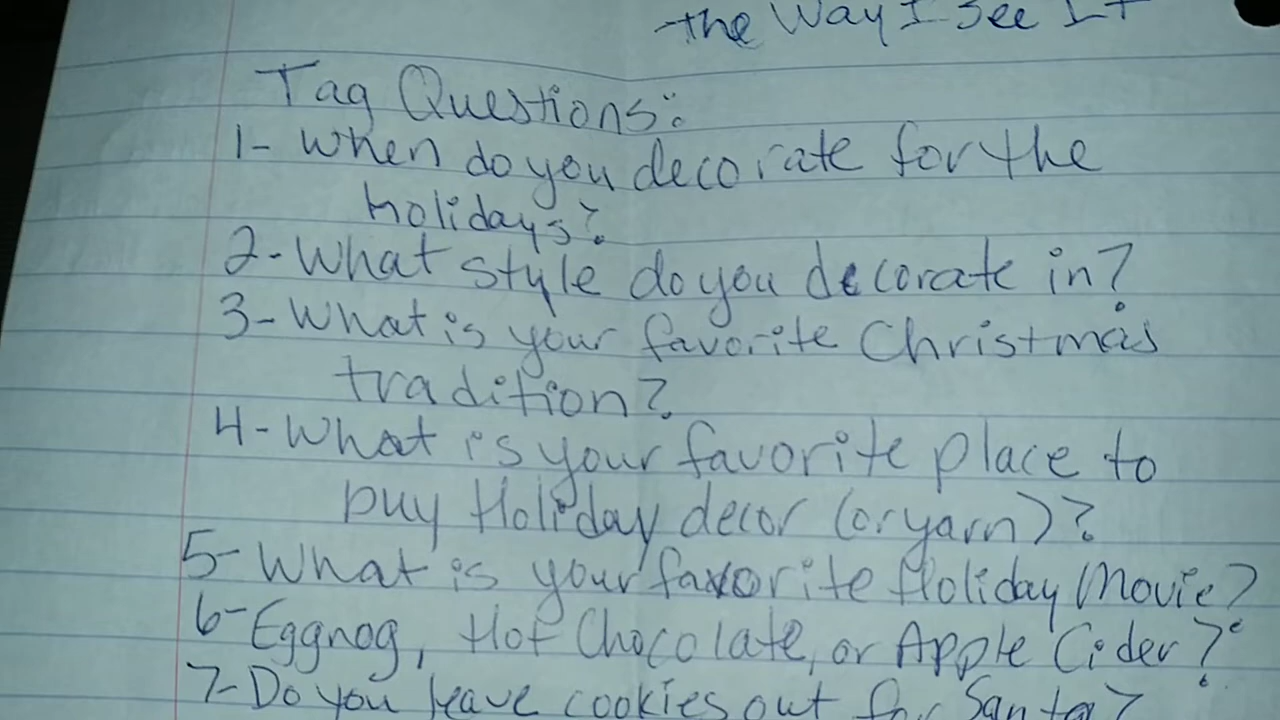 the Way I See It
Tag Questions:
1- When do you decorate for the
holidays?
2- What style do you decorate in?
3- What is your favorite Christmas
tradition?
4- What is your favorite place to
buy Holiday decor (or yarn)?
5- What is your favorite Holiday Movie?
6- Eggnog, Hot Chocolate, or Apple Cider?
7- Do you leave cookies out for Santa?